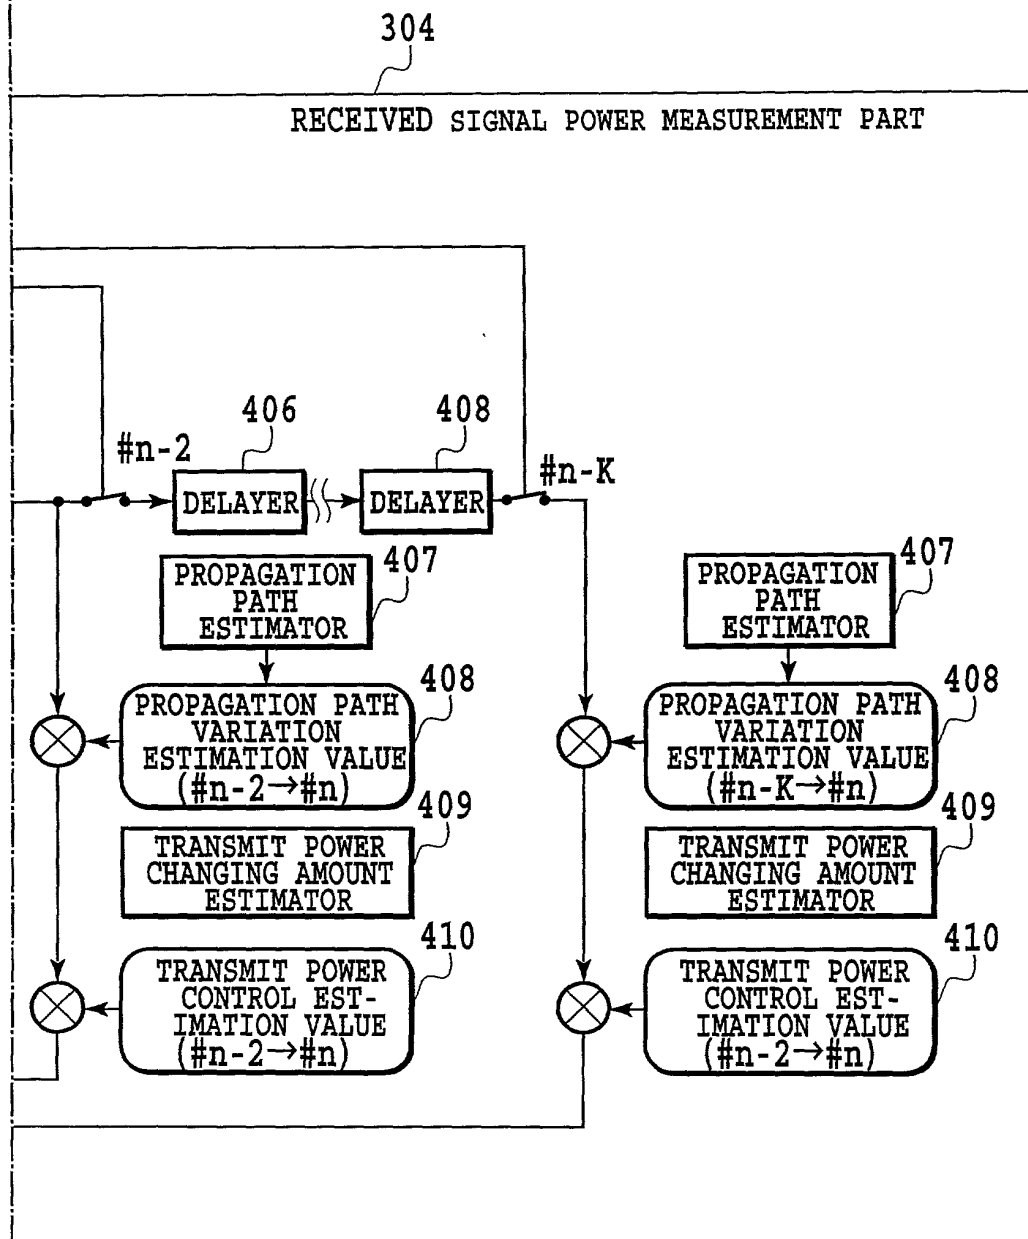 304
RECEIVED SIGNAL POWER MEASUREMENT PART
406
408
#n-2
#n-K
DELAYER
DELAYER
407
PROPAGATION
PATH
ESTIMATOR
407
PROPAGATION
PATH
ESTIMATOR
408
PROPAGATION PATH
VARIATION
ESTIMATION VALUE
(#n-2→#n)
408
PROPAGATION PATH
VARIATION
ESTIMATION VALUE
(#n-K→#n)
409
TRANSMIT POWER
CHANGING AMOUNT
ESTIMATOR
409
TRANSMIT POWER
CHANGING AMOUNT
ESTIMATOR
410
TRANSMIT POWER
CONTROL EST-
IMATION VALUE
(#n-2→#n)
410
TRANSMIT POWER
CONTROL EST-
IMATION VALUE
(#n-2→#n)